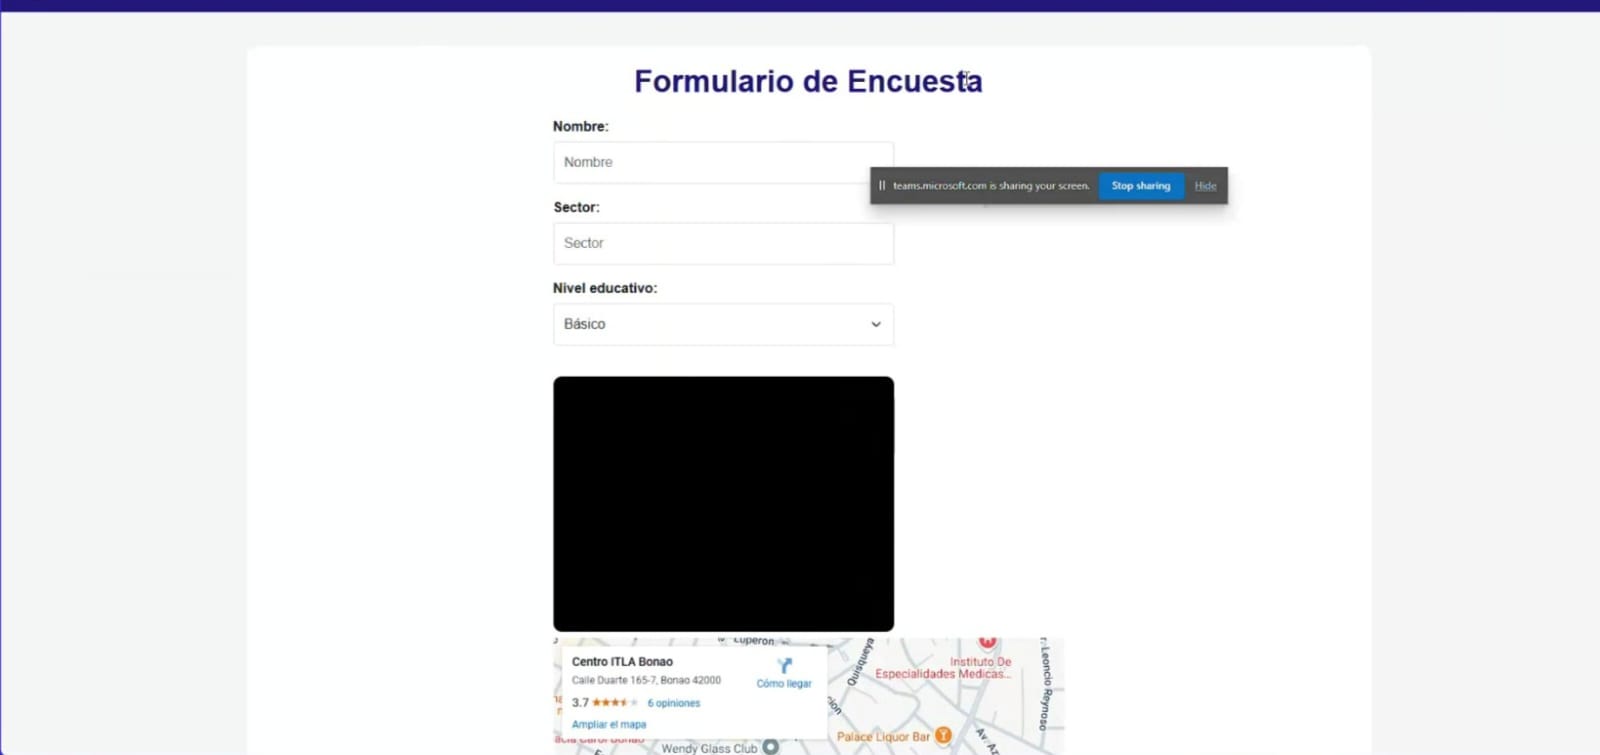 Formulario de Encuesta
Nombre:
Nombre
teams.microsoft.com is sharing your screen. Stop sharing Hide
Sector:
Sector
Nivel educativo:
Básico
Luperon
Centro ITLA Bonao
Calle Duarte 165-7, Bonao 42000
Cómo llegar
3.7 6 opiniones
Ampliar el mapa
Quisqueya
Instituto De
Especialidades Medicas...
Leoncio Reynoso
Palace Liquor Bar
Wendy Glass Club